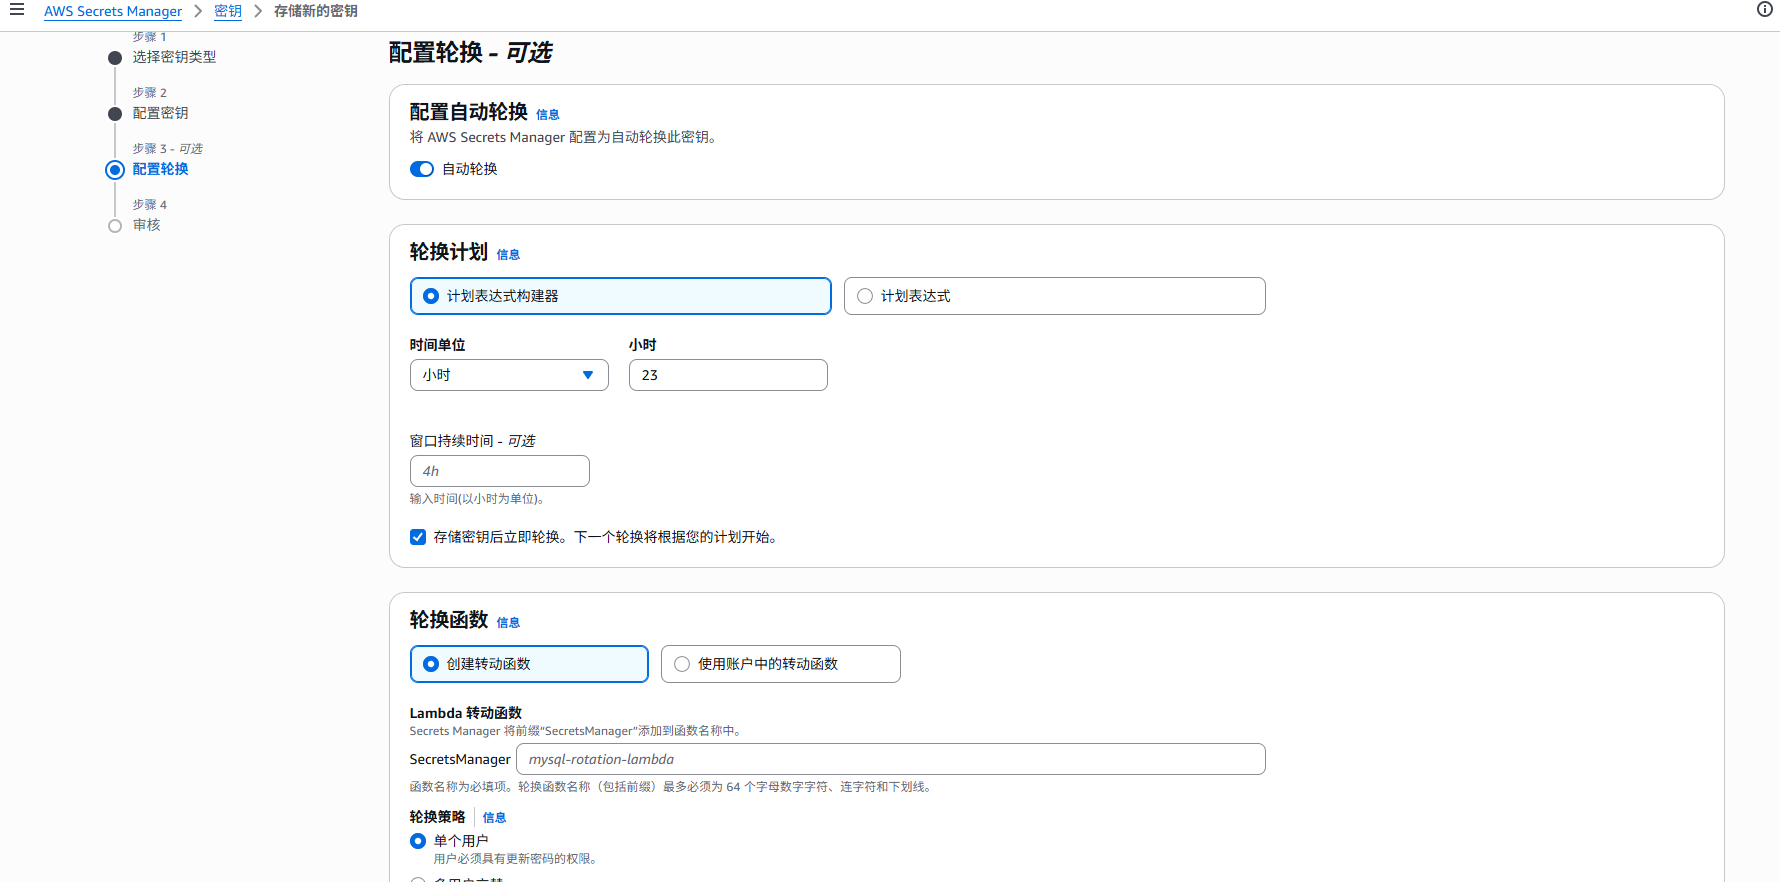 AWS Secrets Manager > 密钥 > 存储新的密钥
步骤 1
选择密钥类型
步骤 2
配置密钥
步骤 3 - 可选
配置轮换
步骤 4
审核
配置轮换 - 可选
配置自动轮换 信息
将 AWS Secrets Manager 配置为自动轮换此密钥。
自动轮换
轮换计划 信息
计划表达式构建器 计划表达式
时间单位 小时
小时 23
窗口持续时间 - 可选
4h
输入时间(以小时为单位)。
存储密钥后立即轮换。下一个轮换将根据您的计划开始。
轮换函数 信息
创建转动函数 使用账户中的转动函数
Lambda 转动函数
Secrets Manager 将前缀“SecretsManager”添加到函数名称中。
SecretsManager mysql-rotation-lambda
函数名称为必填项。轮换函数名称（包括前缀）最多必须为 64 个字母数字字符、连字符和下划线。
轮换策略 信息
单个用户
用户必须具有更新密码的权限。